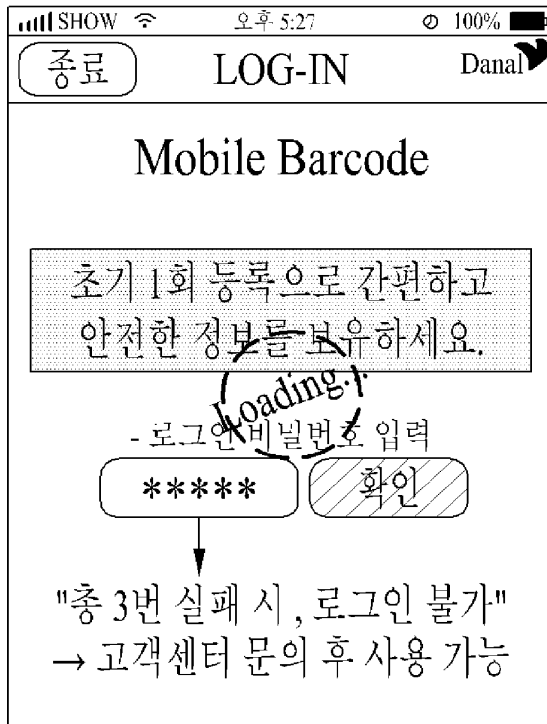 SHOW 오후 5:27 100%
종료 LOG-IN Danal
Mobile Barcode
초기 1회 등록으로 간편하고
안전한 정보를 보유하세요.
Loading...
- 로그인 비밀번호 입력
***** 확인
"총 3번 실패 시, 로그인 불가"
→ 고객센터 문의 후 사용 가능